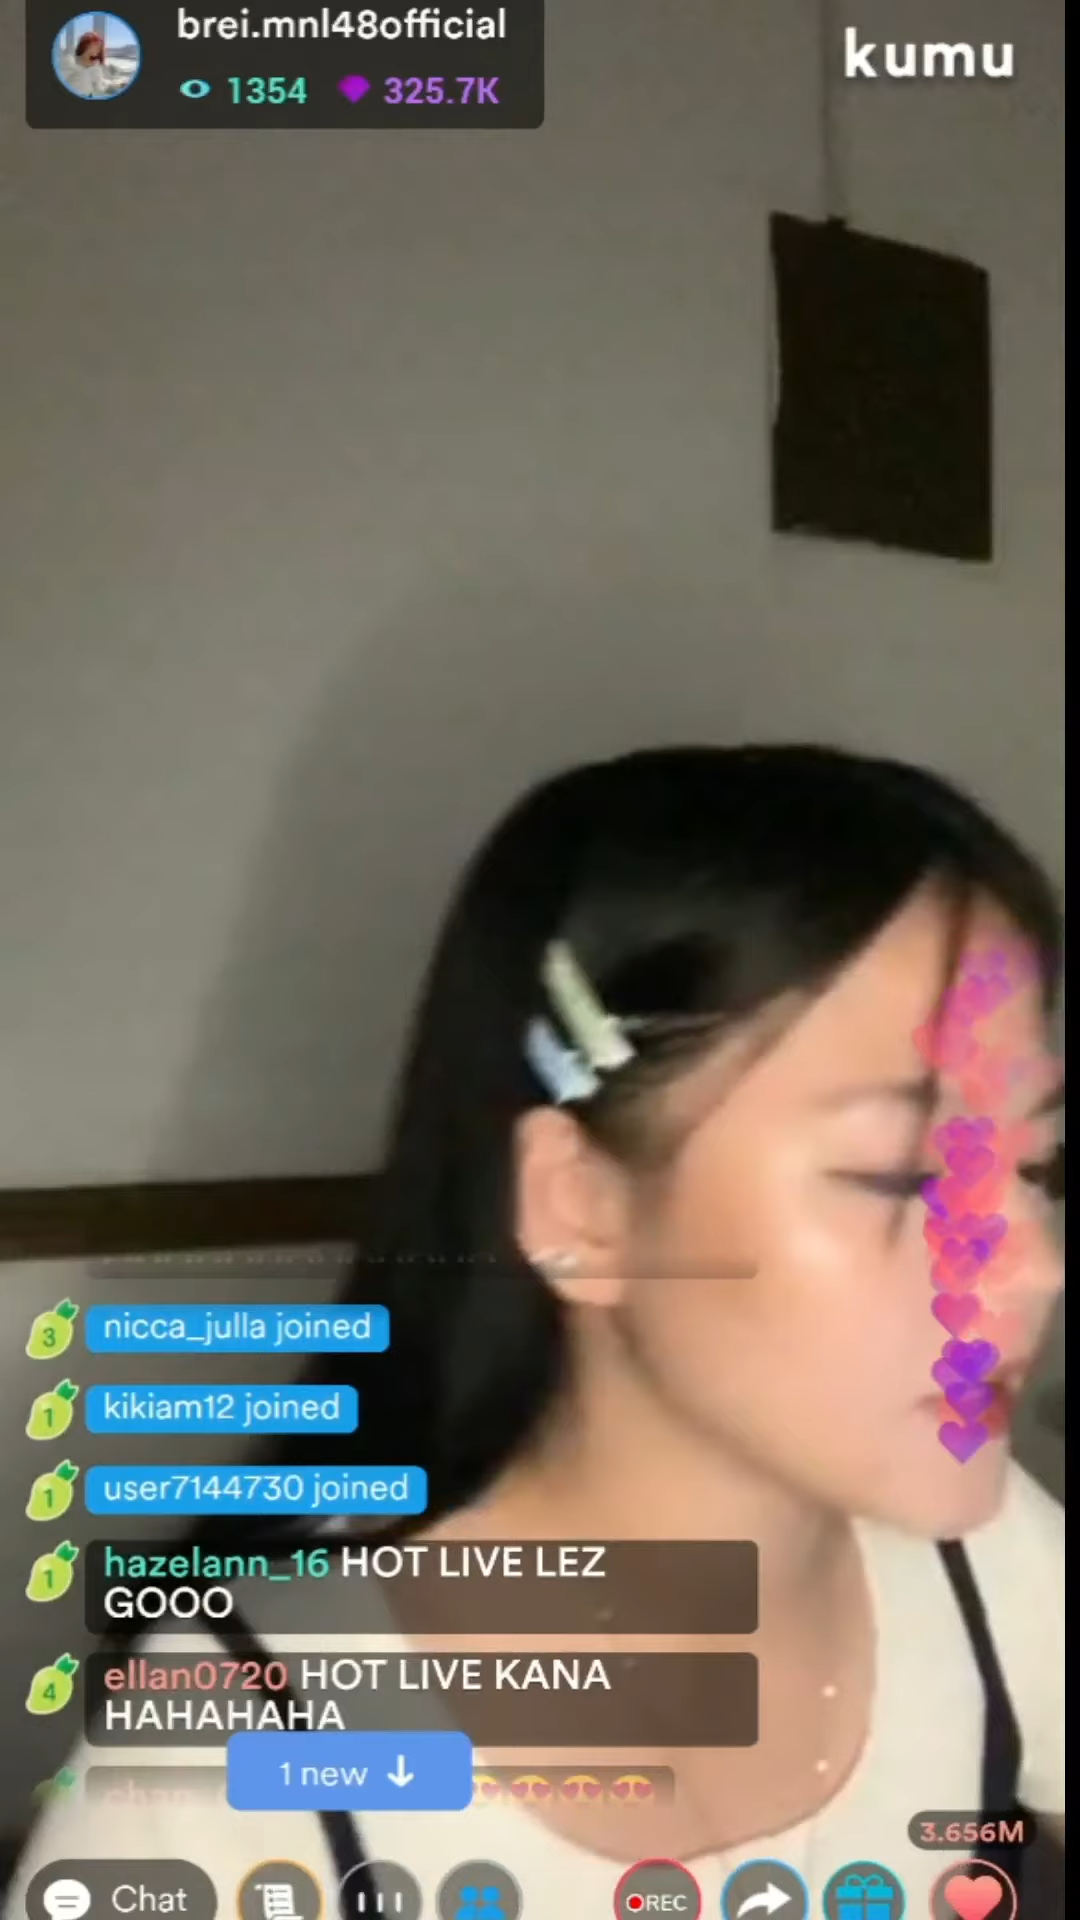 brei.mnl48official
1354 325.7K
kumu
3 nicca_julla joined
1 kikiam12 joined
1 user7144730 joined
1 hazelann_16 HOT LIVE LEZ
GOOO
4 ellan0720 HOT LIVE KANA
HAHAHAHA
1 new
3.656M
Chat
REC